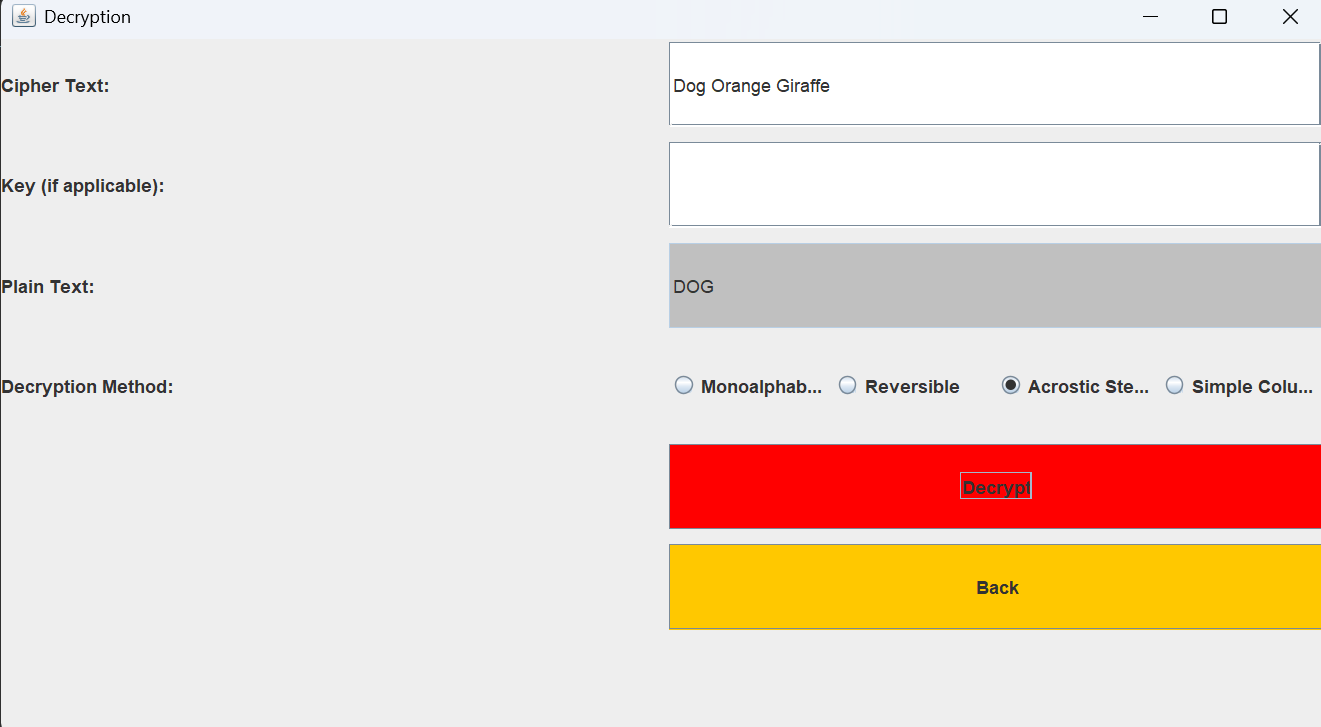 Decryption
Cipher Text:
Dog Orange Giraffe
Key (if applicable):
Plain Text:
DOG
Decryption Method:
Monoalphab... Reversible Acrostic Ste... Simple Colu...
Decrypt
Back